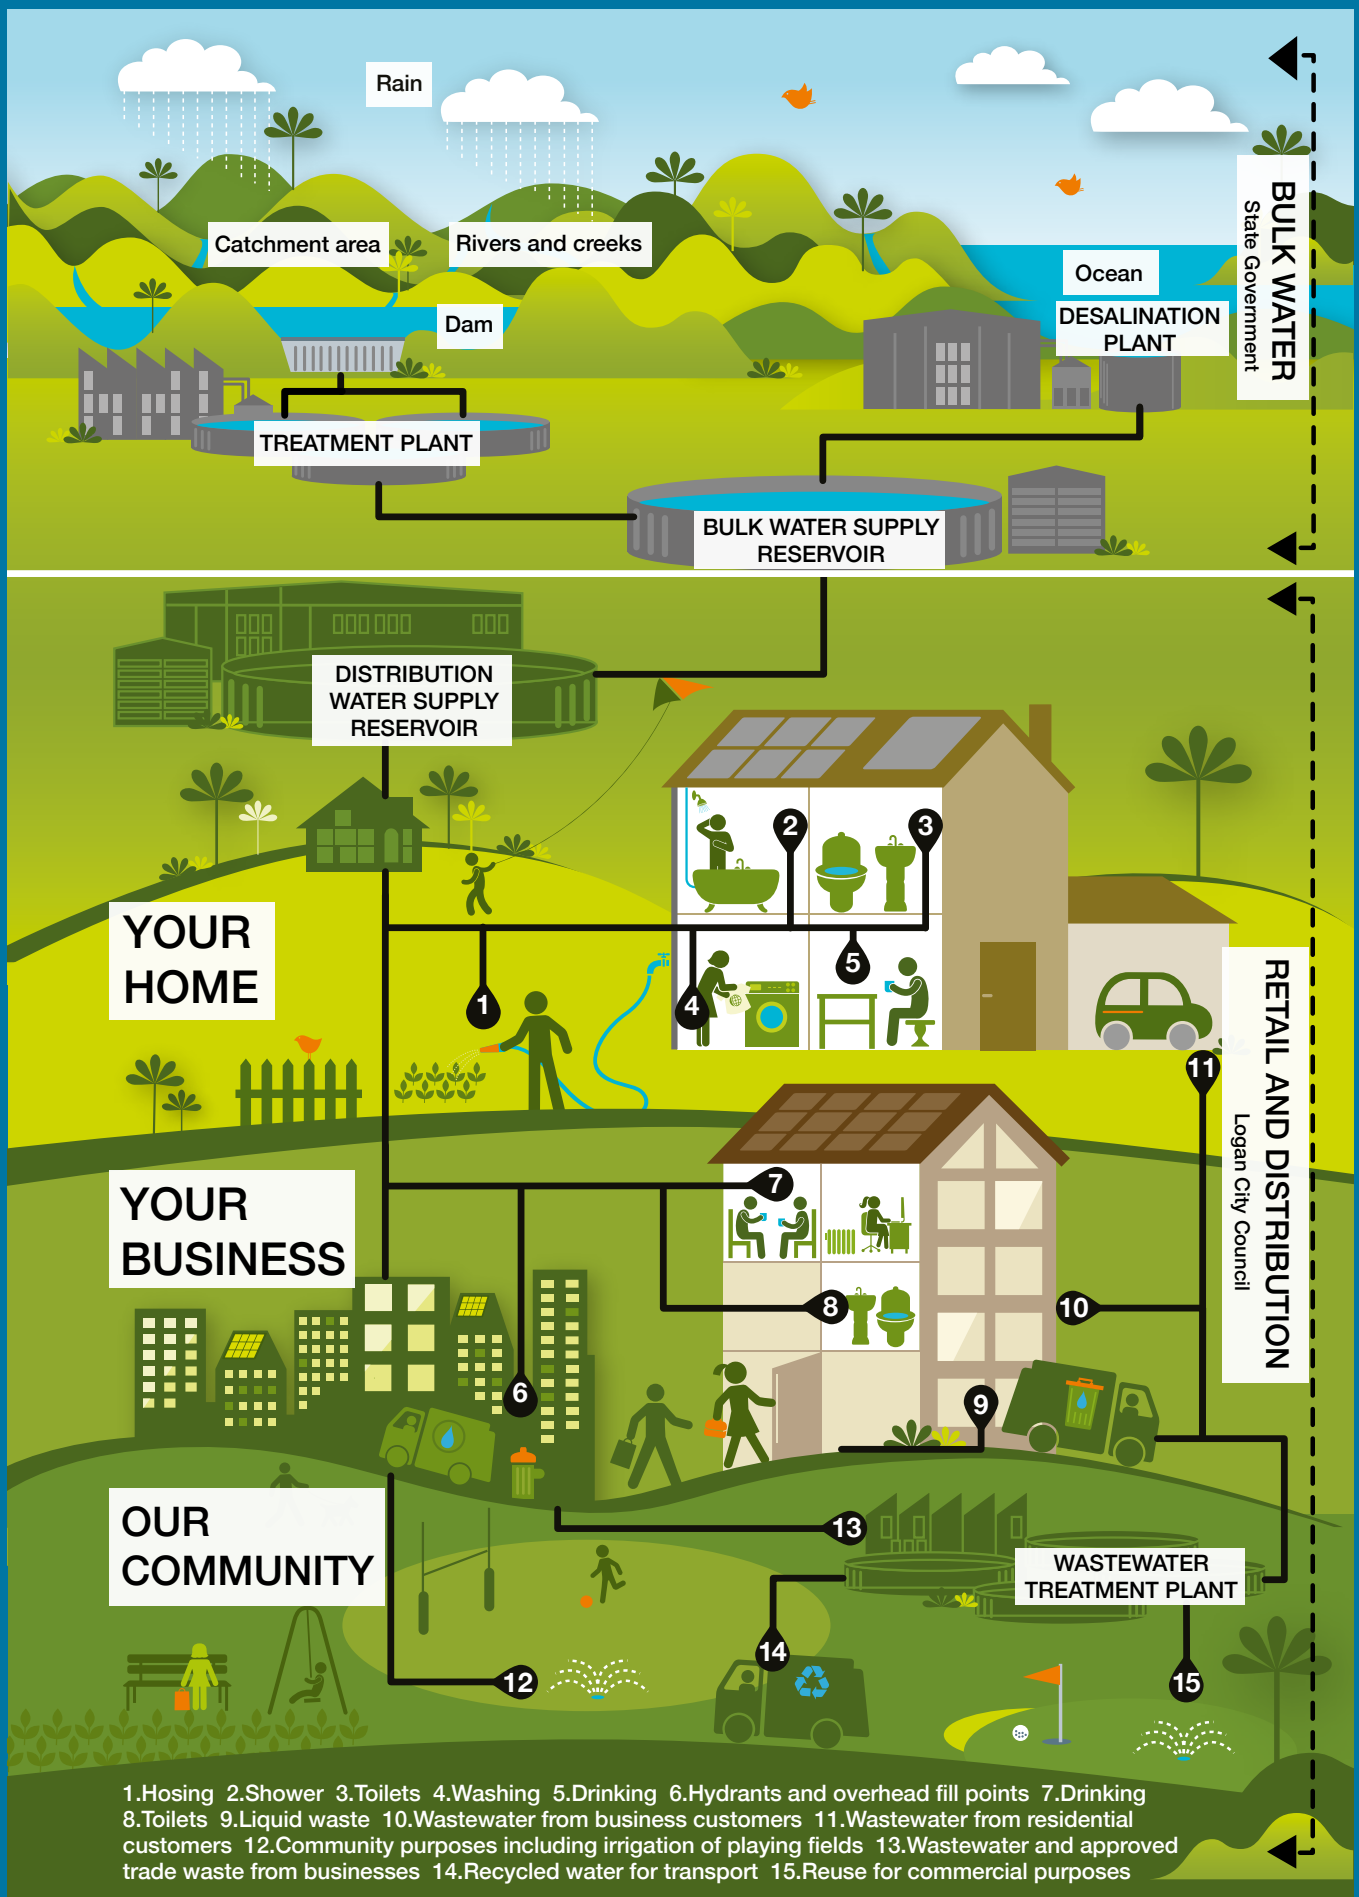 Rain
Catchment area
Rivers and creeks
Dam
Ocean
DESALINATION
PLANT
BULK WATER
State Government
TREATMENT PLANT
BULK WATER SUPPLY
RESERVOIR
DISTRIBUTION
WATER SUPPLY
RESERVOIR
2
3
YOUR
HOME
5
1
4
11
RETAIL AND DISTRIBUTION
Logan City Council
YOUR
BUSINESS
7
8
10
6
9
OUR
COMMUNITY
13
WASTEWATER
TREATMENT PLANT
14
12
15
1.Hosing 2.Shower 3.Toilets 4.Washing 5.Drinking 6.Hydrants and overhead fill points 7.Drinking
8.Toilets 9.Liquid waste 10.Wastewater from business customers 11.Wastewater from residential
customers 12.Community purposes including irrigation of playing fields 13.Wastewater and approved
trade waste from businesses 14.Recycled water for transport 15.Reuse for commercial purposes